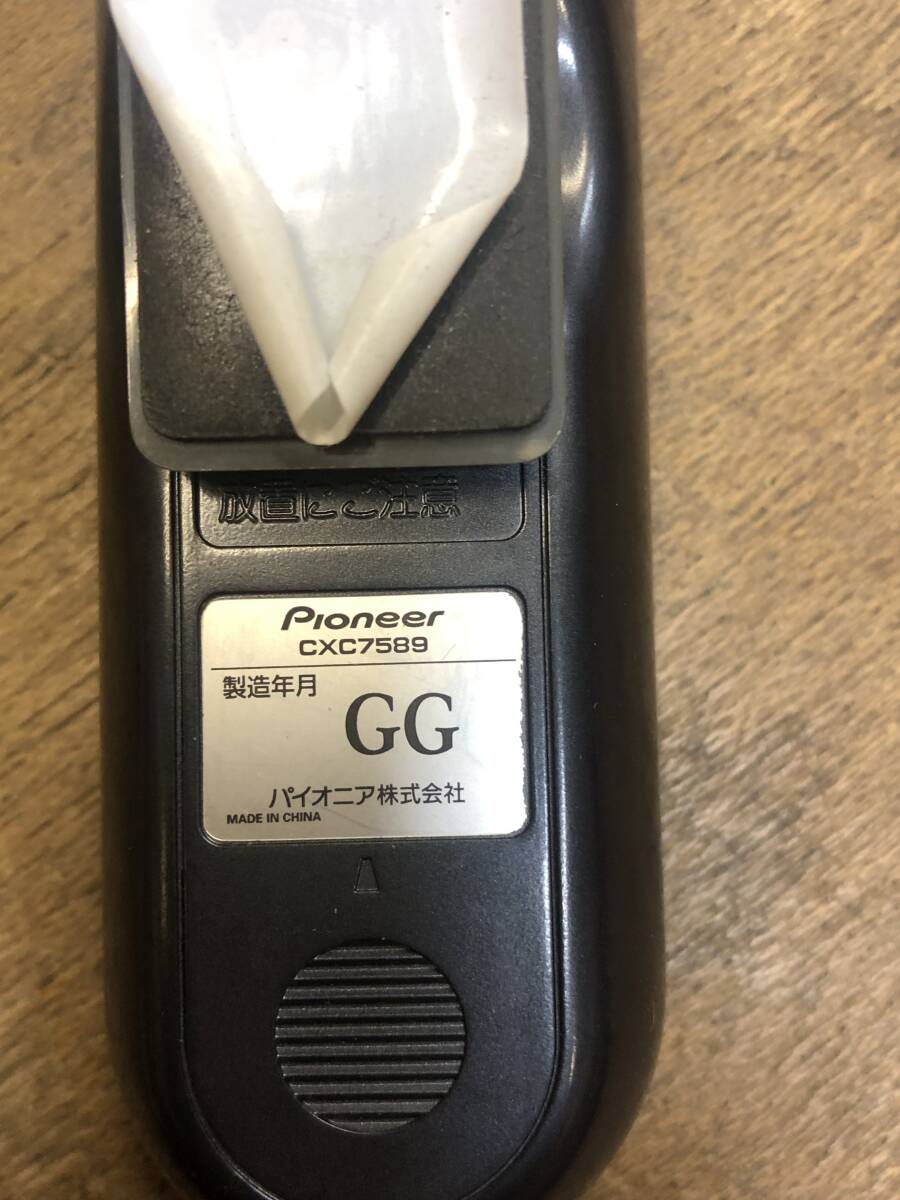 放置にご注意
Pioneer
CXC7589
製造年月
GG
パイオニア株式会社
MADE IN CHINA